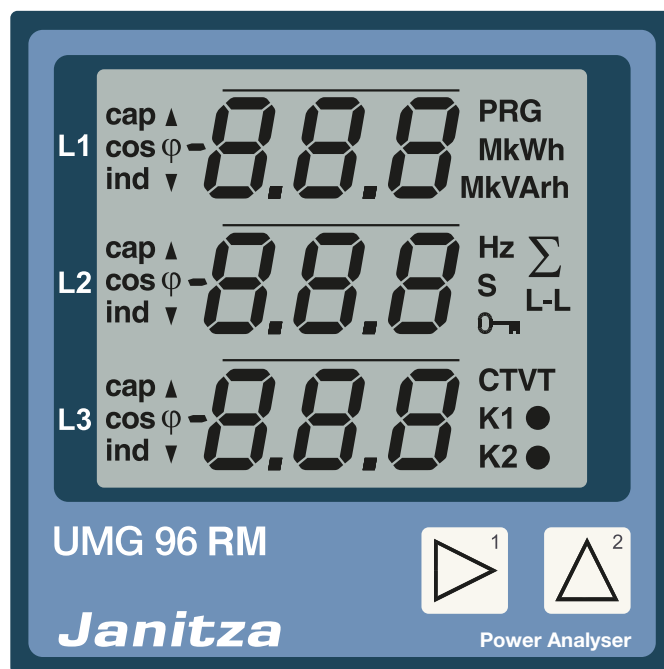 cap ▲
L1 cos φ -8.8.8 PRG
ind ▼ MkWh
MkVArh
cap ▲
L2 cos φ -8.8.8 Hz Σ
ind ▼ S L-L
cap ▲
L3 cos φ -8.8.8 CTVT
ind ▼ K1 ●
K2 ●
UMG 96 RM
1 2
Janitza
Power Analyser